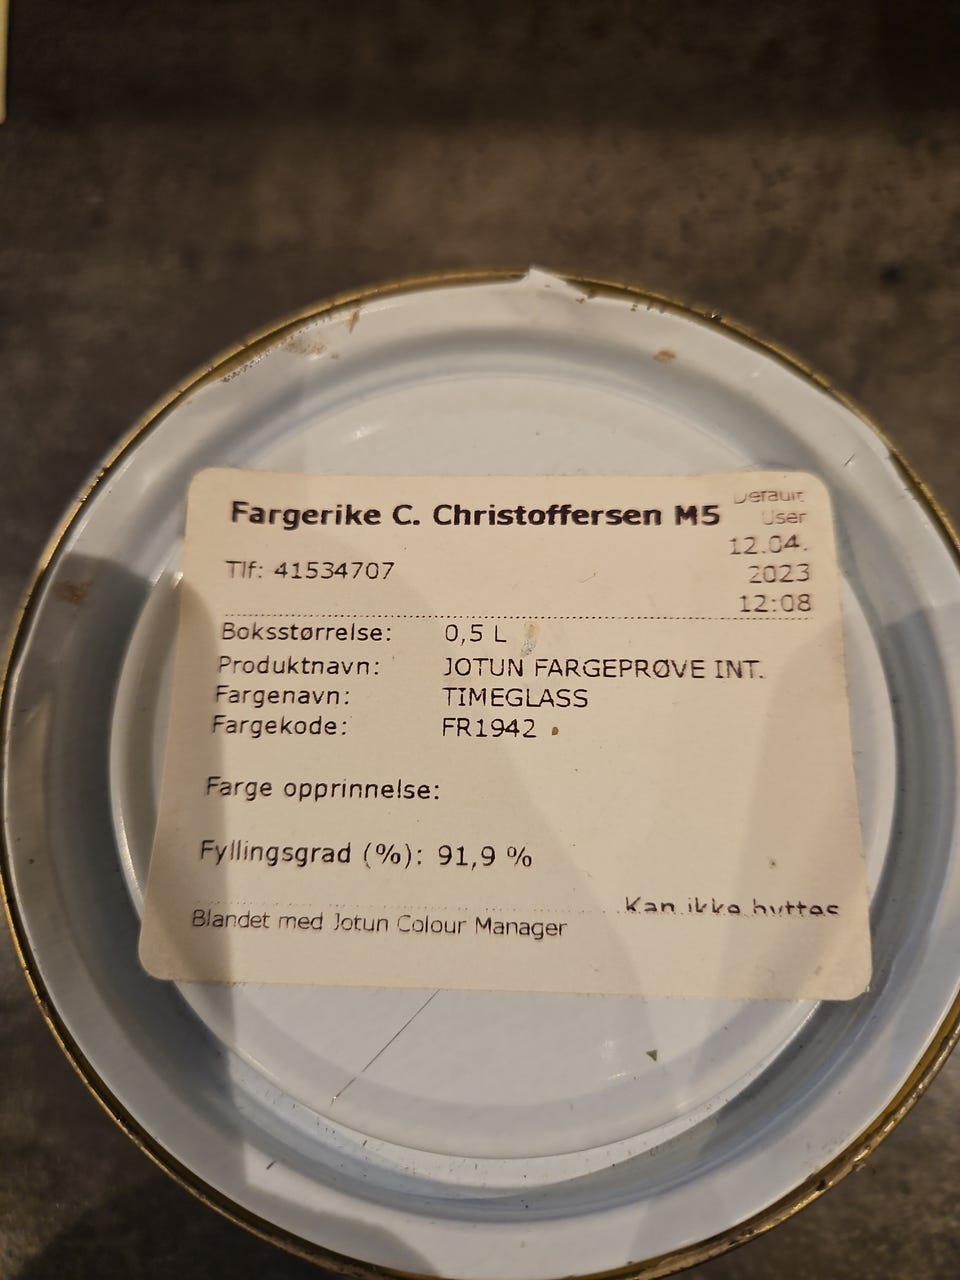 Fargerike C. Christoffersen M5
Default
User
12.04.
2023
12:08
Tlf: 41534707
Boksstørrelse: 0,5 L
Produktnavn: JOTUN FARGEPRØVE INT.
Fargenavn: TIMEGLASS
Fargekode: FR1942
Farge opprinnelse:
Fyllingsgrad (%): 91,9 %
Kan ikke byttes
Blandet med Jotun Colour Manager